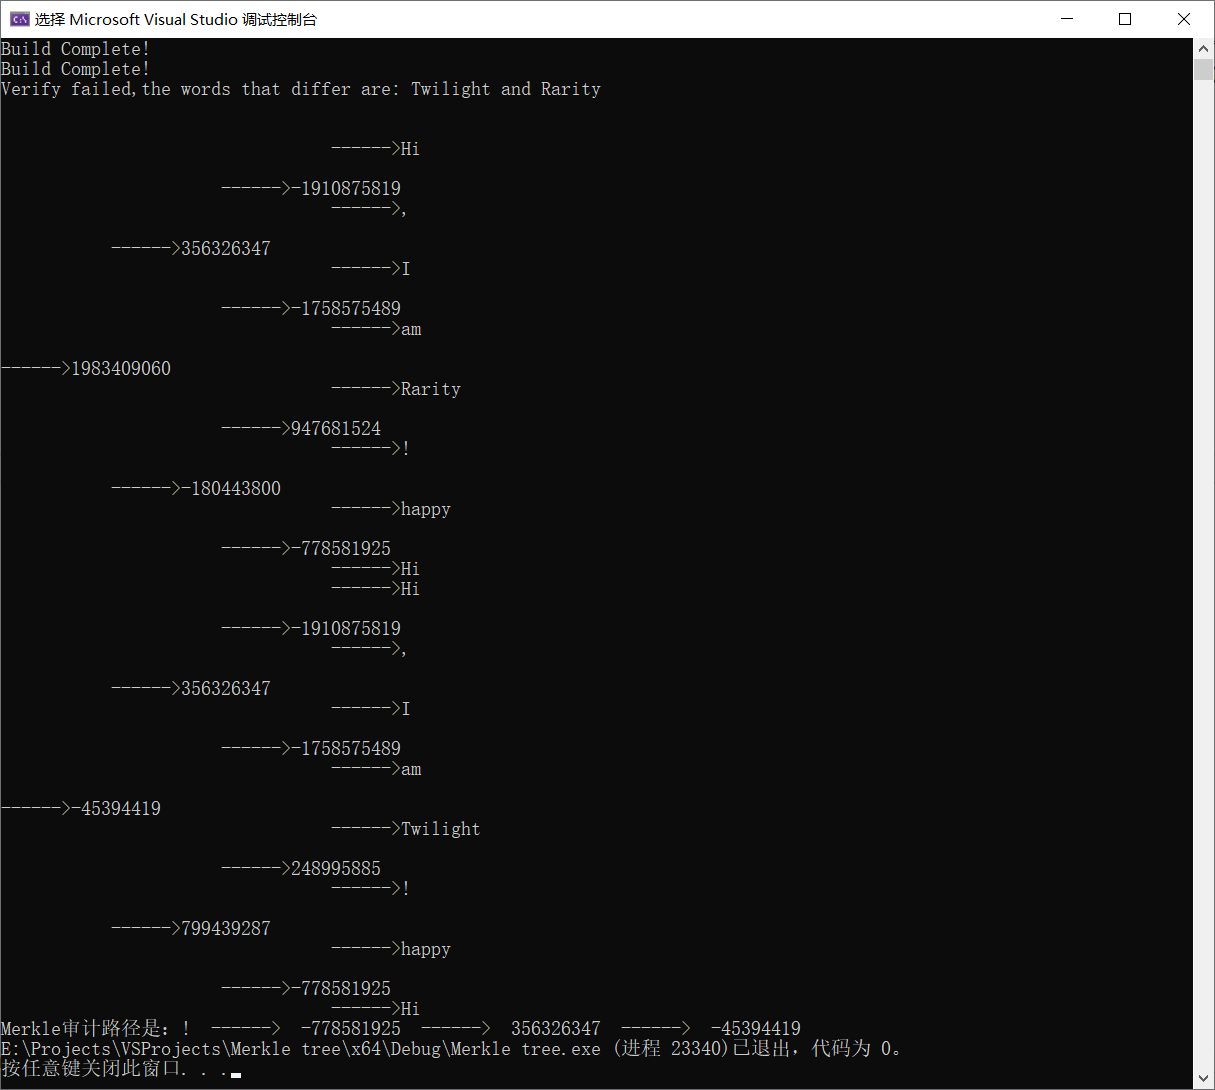 选择 Microsoft Visual Studio 调试控制台
Build Complete!
Build Complete!
Verify failed,the words that differ are: Twilight and Rarity
------>Hi
------>-1910875819
------>,
------>356326347
------>I
------>-1758575489
------>am
------>1983409060
------>Rarity
------>947681524
------>!
------>-180443800
------>happy
------>-778581925
------>Hi
------>Hi
------>-1910875819
------>,
------>356326347
------>I
------>-1758575489
------>am
------>-45394419
------>Twilight
------>248995885
------>!
------>799439287
------>happy
------>-778581925
------>Hi
Merkle审计路径是: !  ------>  -778581925  ------>  356326347  ------>  -45394419
E:\Projects\VSProjects\Merkle tree\x64\Debug\Merkle tree.exe (进程 23340)已退出，代码为 0。
按任意键关闭此窗口. . .